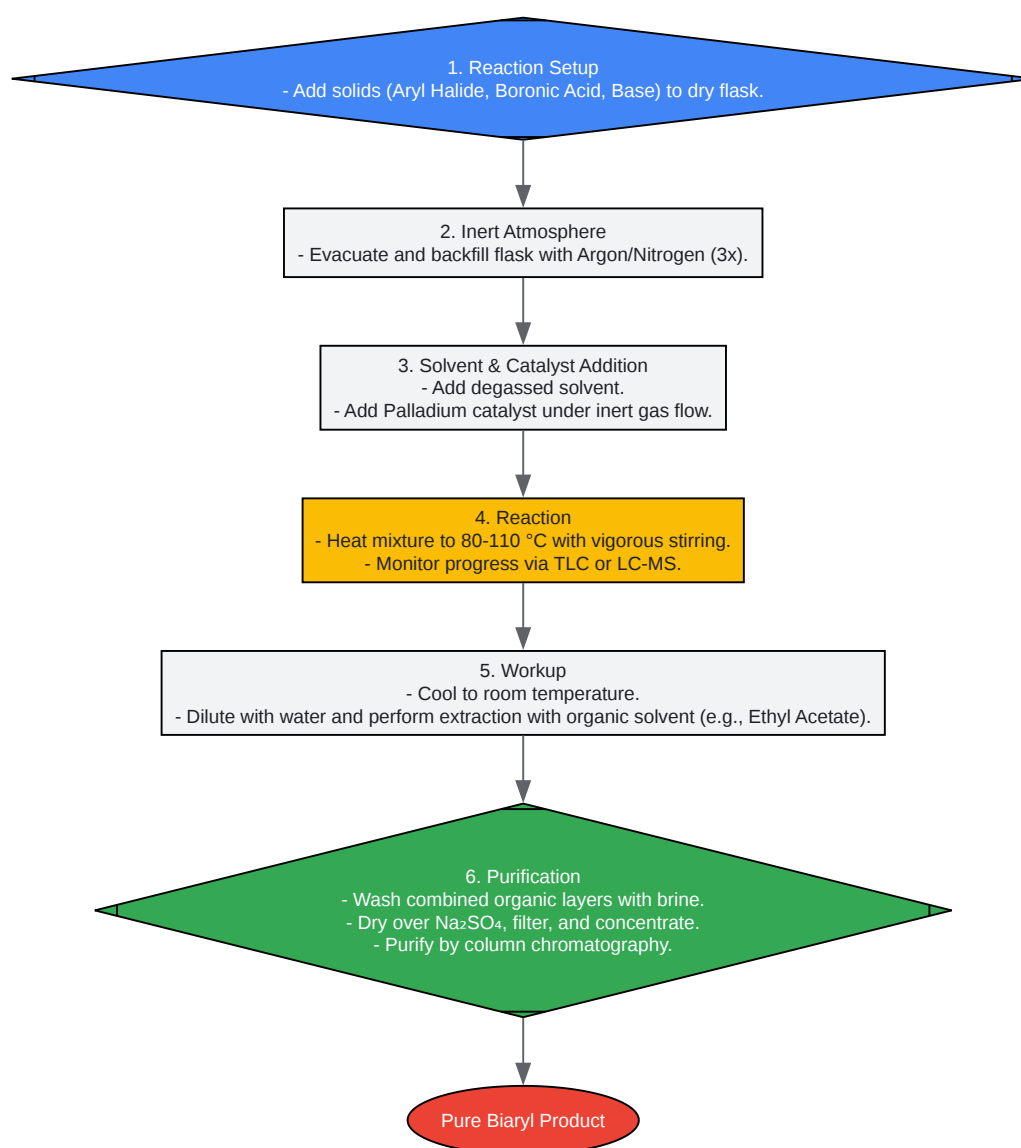 1. Reaction Setup
- Add solids (Aryl Halide, Boronic Acid, Base) to dry flask.
2. Inert Atmosphere
- Evacuate and backfill flask with Argon/Nitrogen (3x).
3. Solvent & Catalyst Addition
- Add degassed solvent.
- Add Palladium catalyst under inert gas flow.
4. Reaction
- Heat mixture to 80-110 °C with vigorous stirring.
- Monitor progress via TLC or LC-MS.
5. Workup
- Cool to room temperature.
- Dilute with water and perform extraction with organic solvent (e.g., Ethyl Acetate).
6. Purification
- Wash combined organic layers with brine.
- Dry over Na₂SO₄, filter, and concentrate.
- Purify by column chromatography.
Pure Biaryl Product